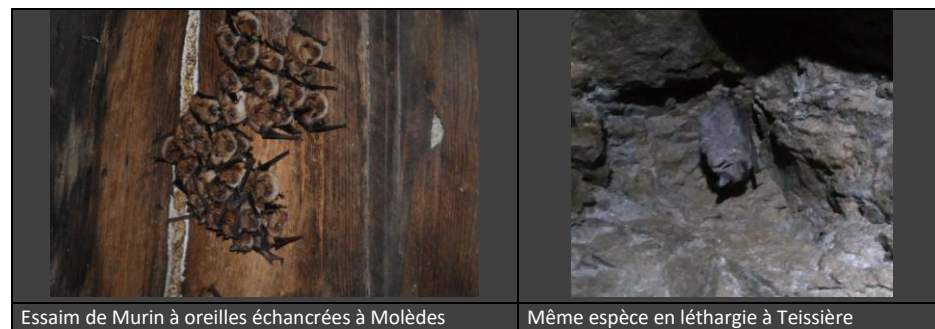 Essaim de Murin à oreilles échancrées à Molèdes
Même espèce en léthargie à Teissière